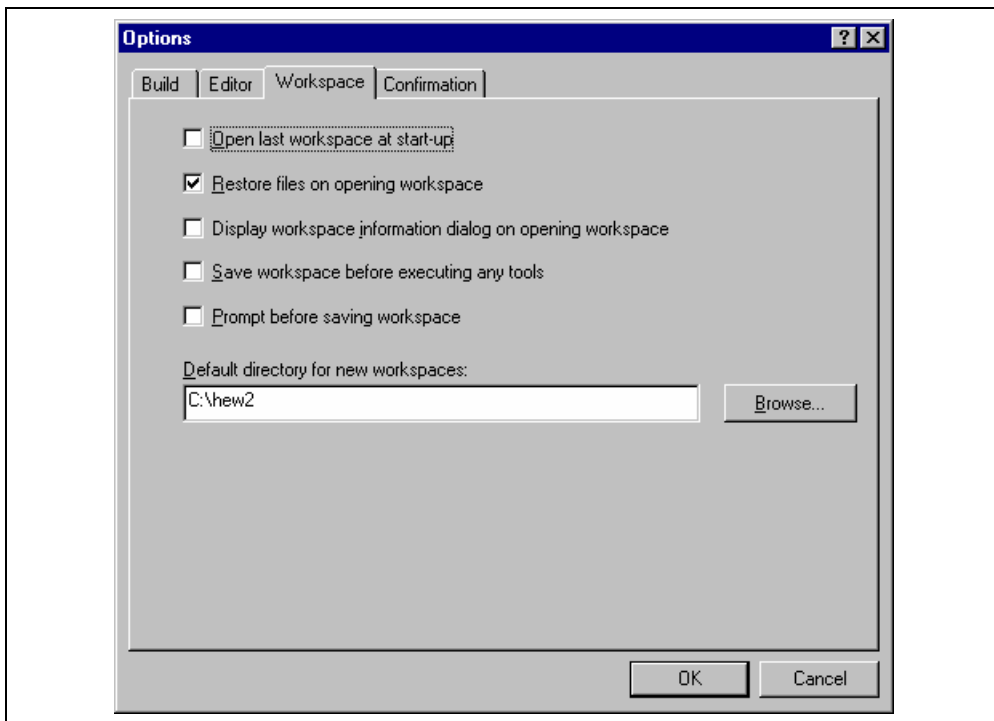 Options
Build Editor Workspace Confirmation
Open last workspace at start-up
Restore files on opening workspace
Display workspace information dialog on opening workspace
Save workspace before executing any tools
Prompt before saving workspace
Default directory for new workspaces:
C:\hew2 Browse...
OK Cancel